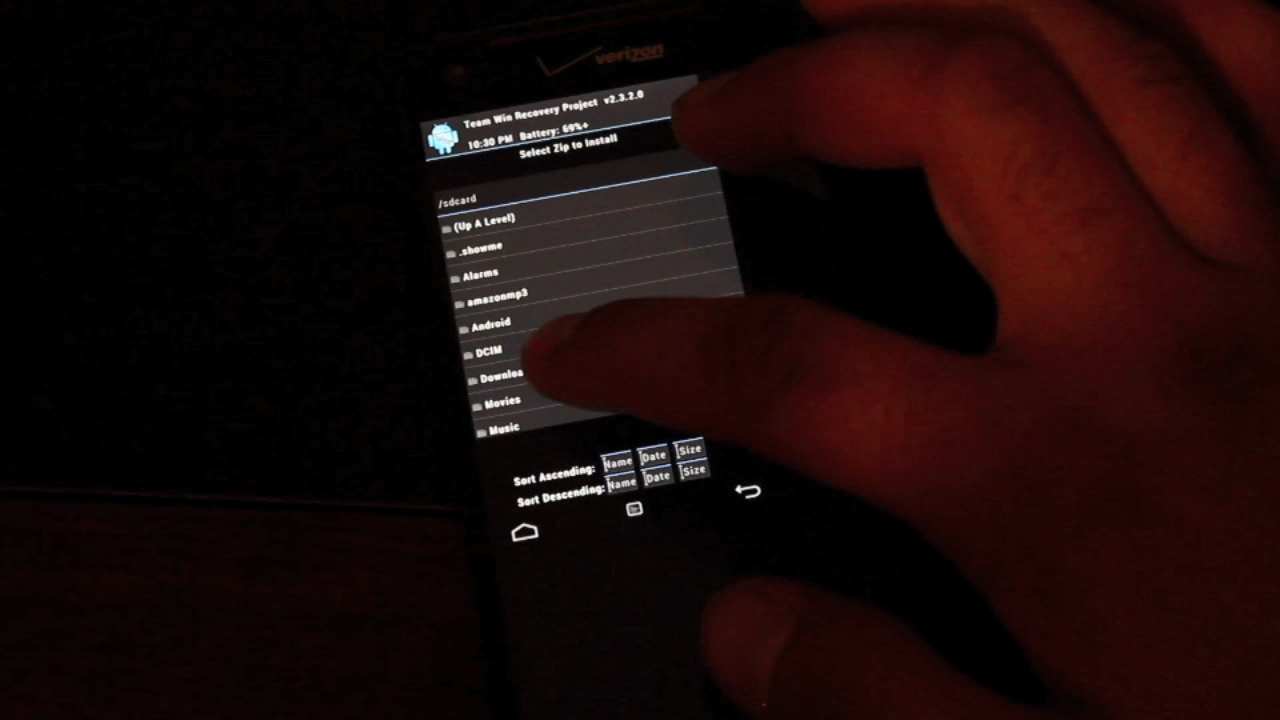 verizon
Team Win Recovery Project v2.3.2.0
10:30 PM Battery: 69%+
Select Zip to Install
/sdcard
(Up A Level)
.showme
Alarms
amazonmp3
Android
DCIM
Downloa
Movies
Music
Sort Ascending: Name Date Size
Sort Descending: Name Date Size